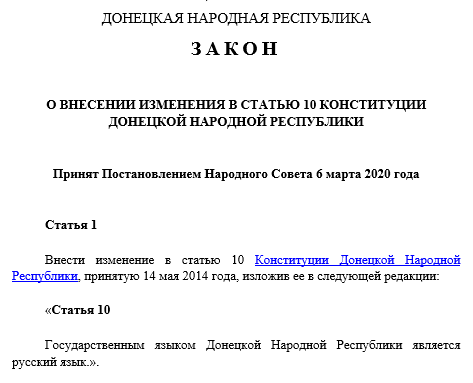 ДОНЕЦКАЯ НАРОДНАЯ РЕСПУБЛИКА
З А К О Н
О ВНЕСЕНИИ ИЗМЕНЕНИЯ В СТАТЬЮ 10 КОНСТИТУЦИИ
ДОНЕЦКОЙ НАРОДНОЙ РЕСПУБЛИКИ
Принят Постановлением Народного Совета 6 марта 2020 года
Статья 1
Внести изменение в статью 10 Конституции Донецкой Народной
Республики, принятую 14 мая 2014 года, изложив ее в следующей редакции:
«Статья 10
Государственным языком Донецкой Народной Республики является
русский язык.».